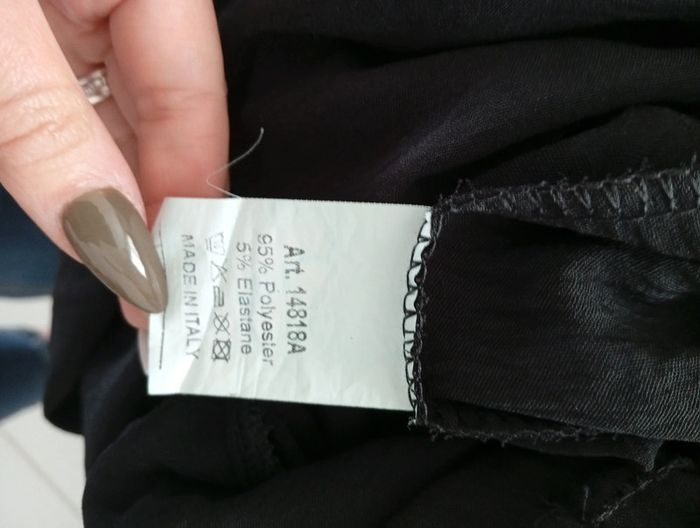 Art. 14818A
95% Polyester
5% Elastane
MADE IN ITALY